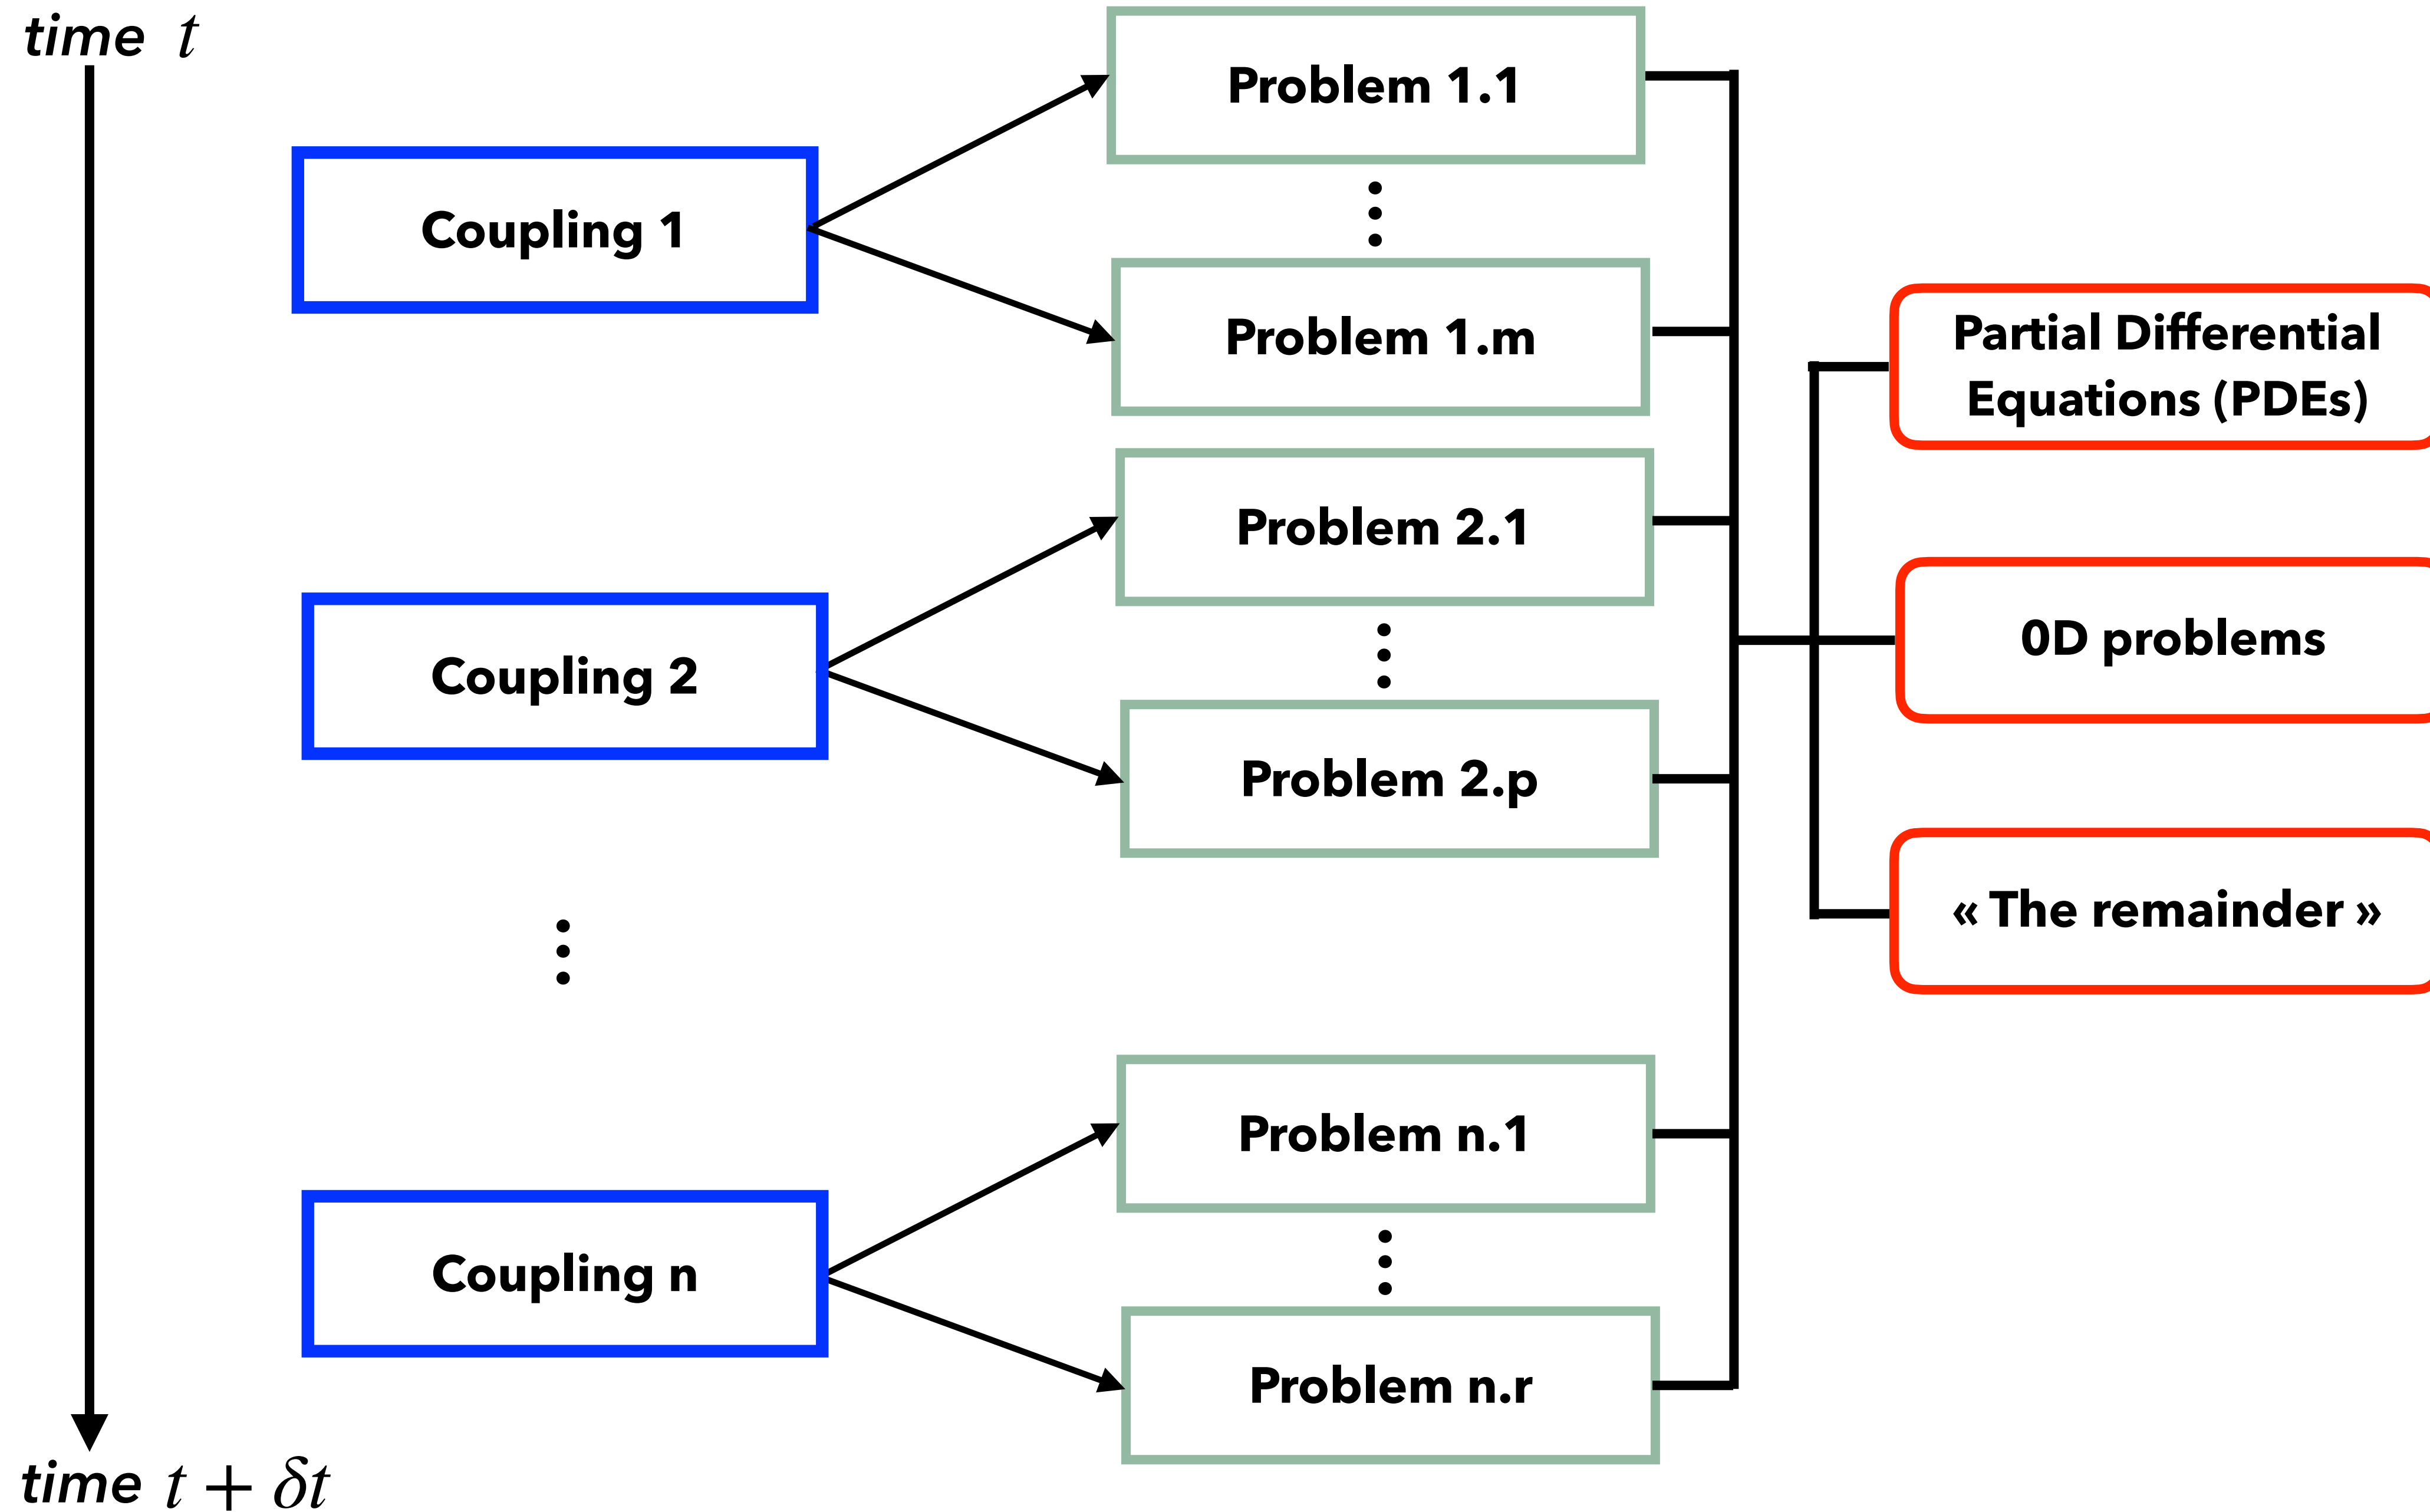 time t
Problem 1.1
Coupling 1
Problem 1.m
Partial Differential
Equations (PDEs)
Problem 2.1
0D problems
Coupling 2
Problem 2.p
« The remainder »
Problem n.1
Coupling n
Problem n.r
time t + δt